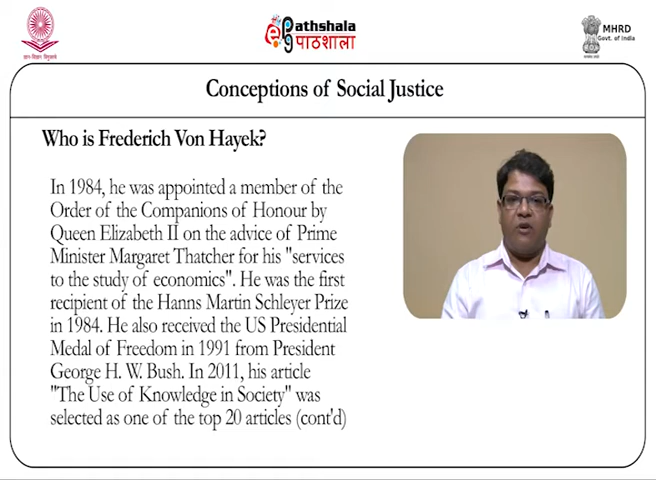 Pathshala
पाठशाला
MHRD
Govt. of India
Conceptions of Social Justice
Who is Frederich Von Hayek?
In 1984, he was appointed a member of the
Order of the Companions of Honour by
Queen Elizabeth II on the advice of Prime
Minister Margaret Thatcher for his "services
to the study of economics". He was the first
recipient of the Hanns Martin Schleyer Prize
in 1984. He also received the US Presidential
Medal of Freedom in 1991 from President
George H. W. Bush. In 2011, his article
"The Use of Knowledge in Society" was
selected as one of the top 20 articles (cont'd)